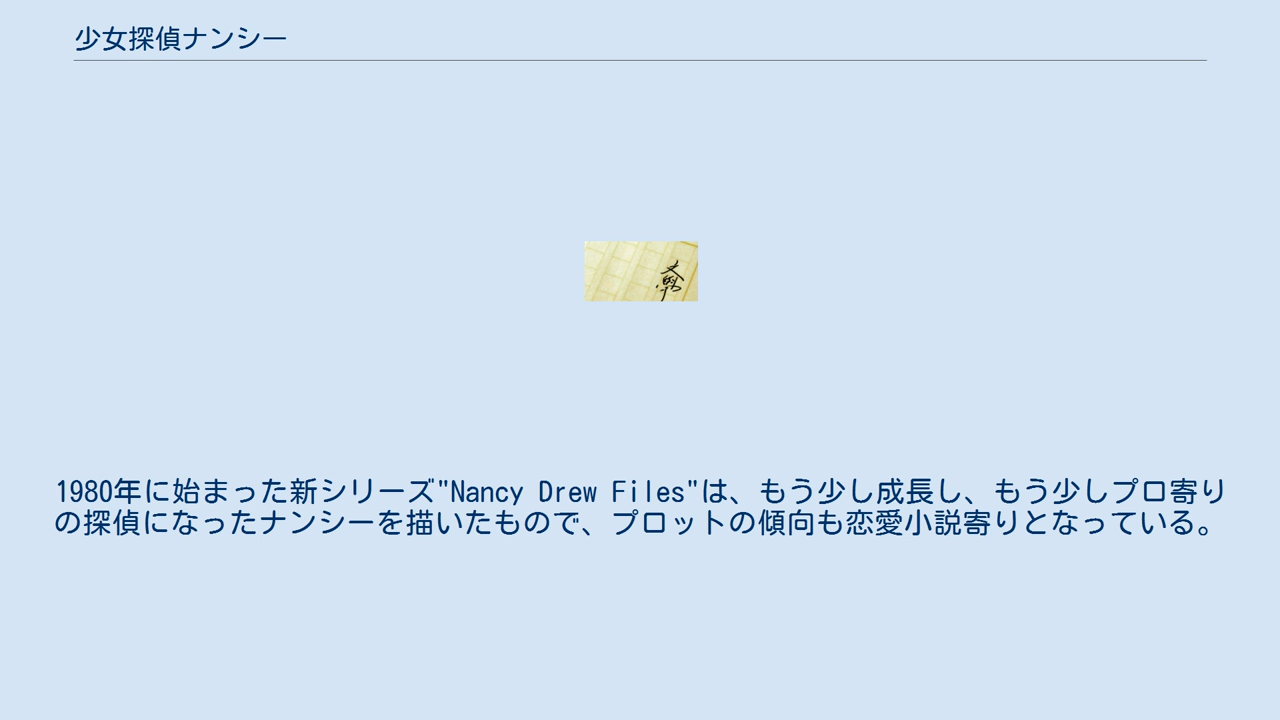 少女探偵ナンシー
1980年に始まった新シリーズ"Nancy Drew Files"は、もう少し成長し、もう少しプロ寄り
の探偵になったナンシーを描いたもので、プロットの傾向も恋愛小説寄りとなっている。